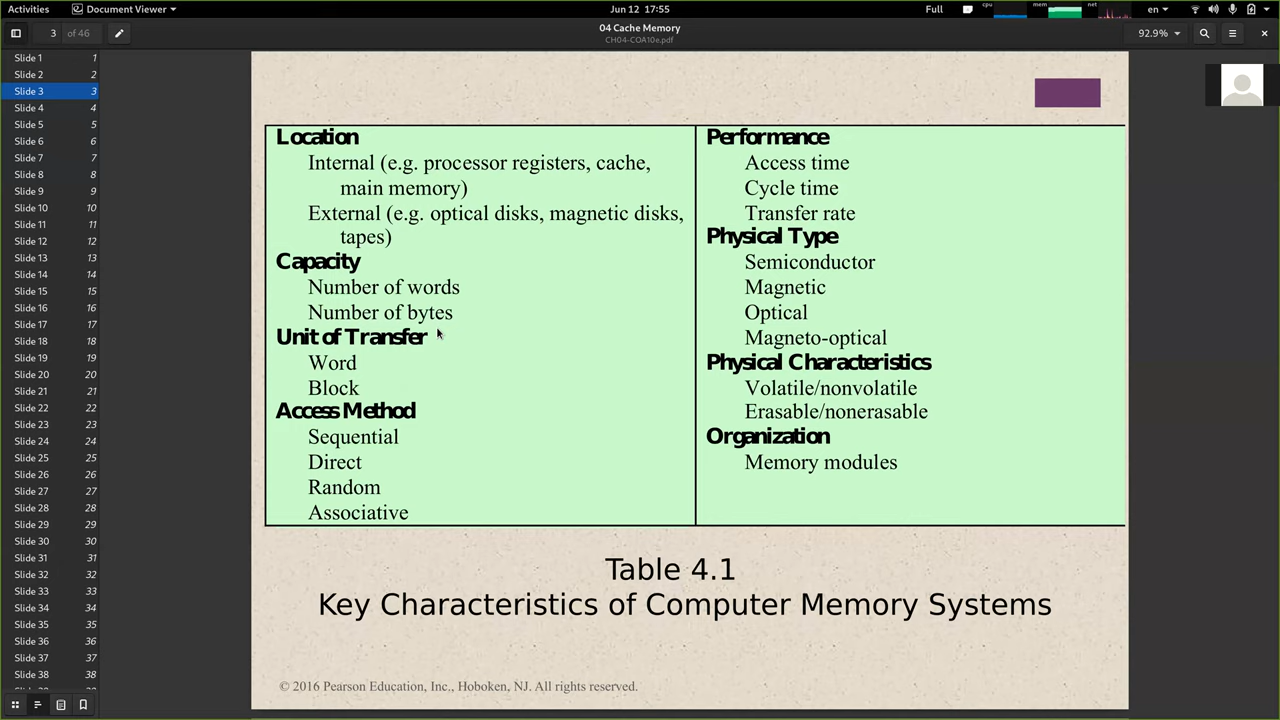 Activities
Document Viewer
Jun 12 17:55
Full
cpu
mem
net
en
3 of 46
04 Cache Memory
CH04-COA10e.pdf
92.9%
Slide 1 1
Slide 2 2
Slide 3 3
Slide 4 4
Slide 5 5
Slide 6 6
Slide 7 7
Slide 8 8
Slide 9 9
Slide 10 10
Slide 11 11
Slide 12 12
Slide 13 13
Slide 14 14
Slide 15 15
Slide 16 16
Slide 17 17
Slide 18 18
Slide 19 19
Slide 20 20
Slide 21 21
Slide 22 22
Slide 23 23
Slide 24 24
Slide 25 25
Slide 26 26
Slide 27 27
Slide 28 28
Slide 29 29
Slide 30 30
Slide 31 31
Slide 32 32
Slide 33 33
Slide 34 34
Slide 35 35
Slide 36 36
Slide 37 37
Slide 38 38
Location
Internal (e.g. processor registers, cache,
main memory)
External (e.g. optical disks, magnetic disks,
tapes)
Capacity
Number of words
Number of bytes
Unit of Transfer
Word
Block
Access Method
Sequential
Direct
Random
Associative
Performance
Access time
Cycle time
Transfer rate
Physical Type
Semiconductor
Magnetic
Optical
Magneto-optical
Physical Characteristics
Volatile/nonvolatile
Erasable/nonerasable
Organization
Memory modules
Table 4.1
Key Characteristics of Computer Memory Systems
© 2016 Pearson Education, Inc., Hoboken, NJ. All rights reserved.